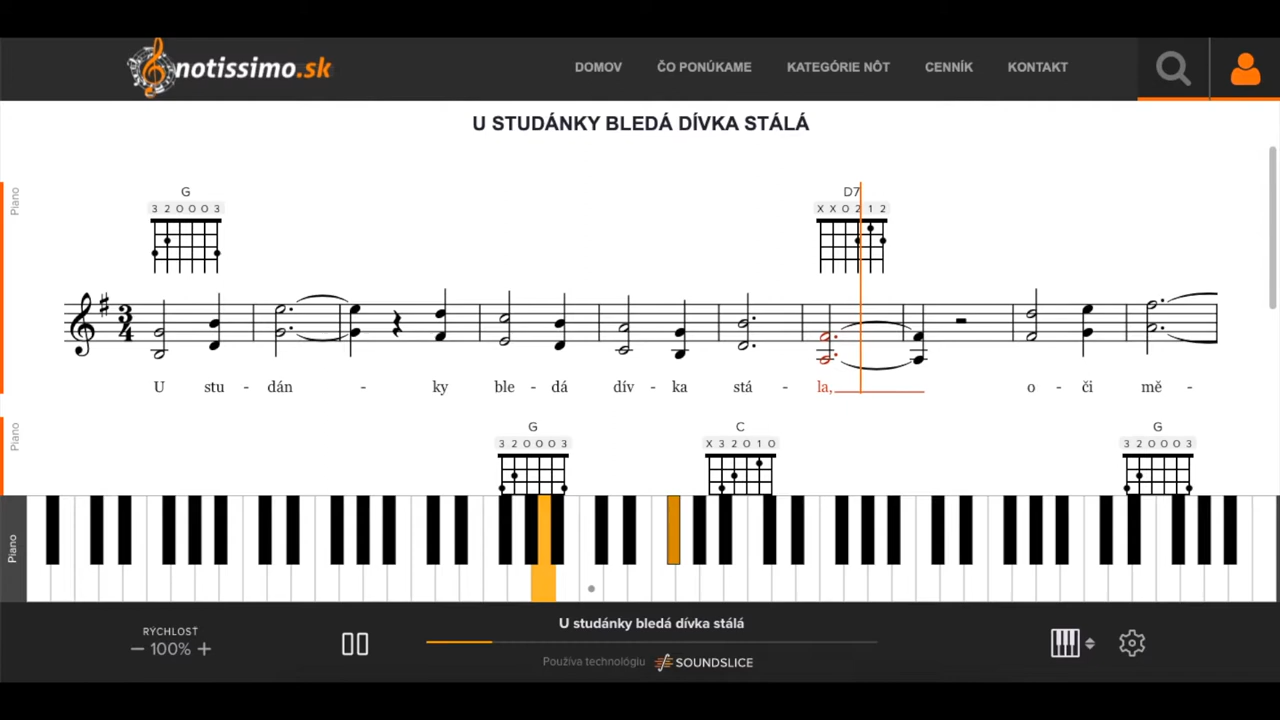 notissimo.sk
DOMOV ČO PONÚKAME KATEGÓRIE NÔT CENNÍK KONTAKT
U STUDÁNKY BLEDÁ DÍVKA STÁLÁ
Piano
G D7
3 2 0 0 0 3 X X 0 2 1 2
3 4
U stu - dán - ky ble - dá dív - ka stá - la, o - či mě -
Piano
G C G
3 2 0 0 0 3 X 3 2 0 1 0 3 2 0 0 0 3
Piano
RÝCHLOSŤ
− 100% +
U studánky bledá dívka stálá
Používa technológiu SOUNDSLICE